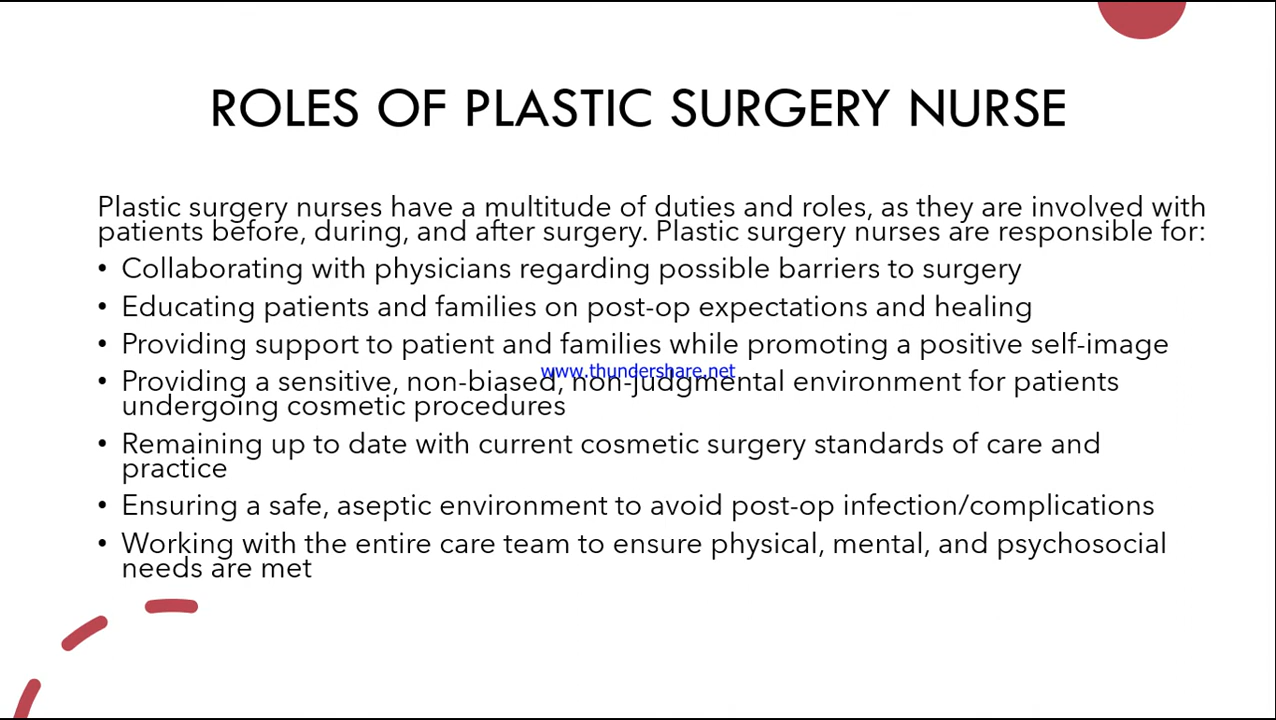 ROLES OF PLASTIC SURGERY NURSE
Plastic surgery nurses have a multitude of duties and roles, as they are involved with
patients before, during, and after surgery. Plastic surgery nurses are responsible for:
• Collaborating with physicians regarding possible barriers to surgery
• Educating patients and families on post-op expectations and healing
• Providing support to patient and families while promoting a positive self-image
www.thundershare.net
• Providing a sensitive, non-biased, non-judgmental environment for patients
undergoing cosmetic procedures
• Remaining up to date with current cosmetic surgery standards of care and
practice
• Ensuring a safe, aseptic environment to avoid post-op infection/complications
• Working with the entire care team to ensure physical, mental, and psychosocial
needs are met